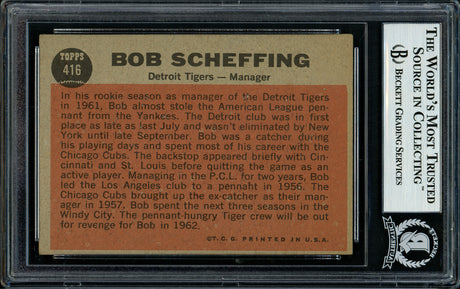 TOPPS
416
BOB SCHEFFING
Detroit Tigers — Manager
In his rookie season as manager of the Detroit Tigers
in 1961, Bob almost stole the American League pen-
nant from the Yankees. The Detroit club was in first
place as late as last July and wasn't eliminated by New
York until late September. Bob was a catcher during
his playing days and spent most of his career with the
Chicago Cubs. The backstop appeared briefly with Cin-
cinnati and St. Louis before quitting the game as an
active player. Managing in the P.C.L. for two years, Bob
led the Los Angeles club to a pennant in 1956. The
Chicago Cubs brought up the ex-catcher as their man-
ager in 1957. Bob spent the next three seasons in the
Windy City. The pennant-hungry Tiger crew will be out
for revenge for Bob in 1962.
©T.C.G. PRINTED IN U.S.A.
THE WORLD'S MOST TRUSTED
SOURCE IN COLLECTING™
BECKETT GRADING SERVICES
BECKETT